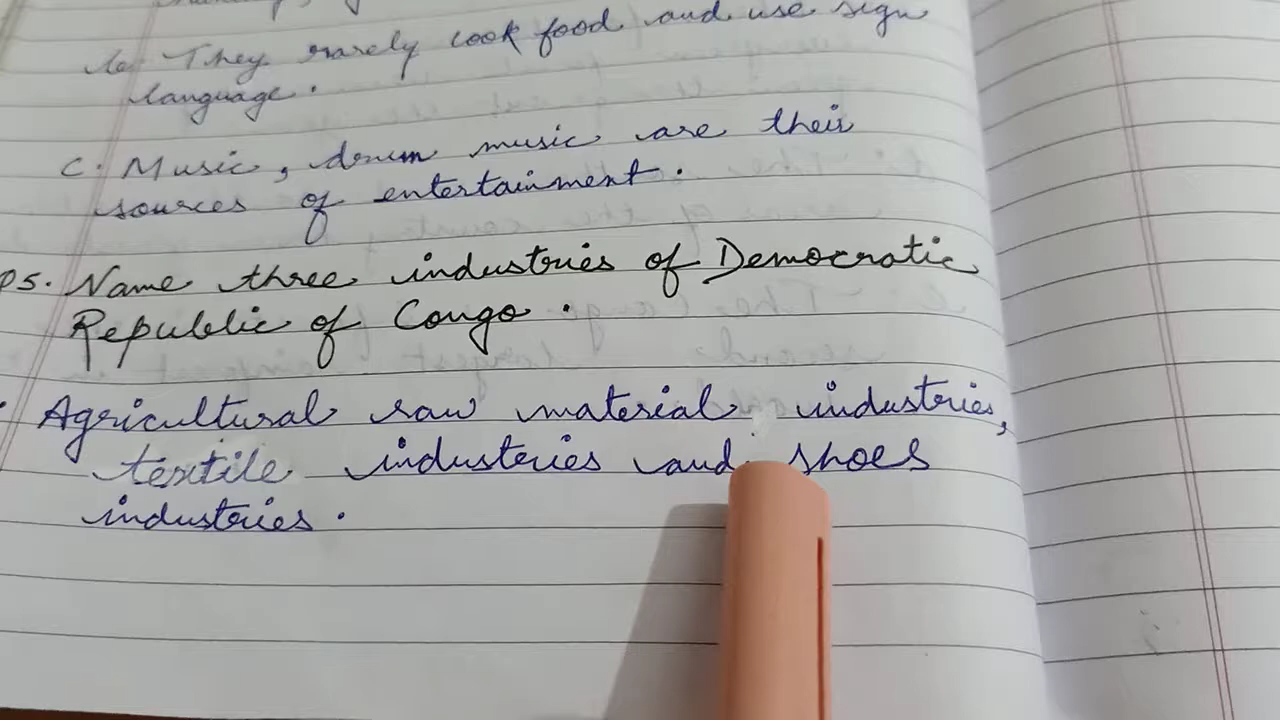 b. They rarely cook food and use sign
language.
C. Music, drum music are their
sources of entertainment.
Q5. Name three industries of Democratic
Republic of Congo.
Agricultural raw material industries,
textile industries and shoes
industries.